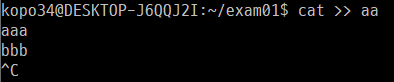 kopo34@DESKTOP-J6QQJ2I:~/exam01$ cat >> aa
aaa
bbb
^C